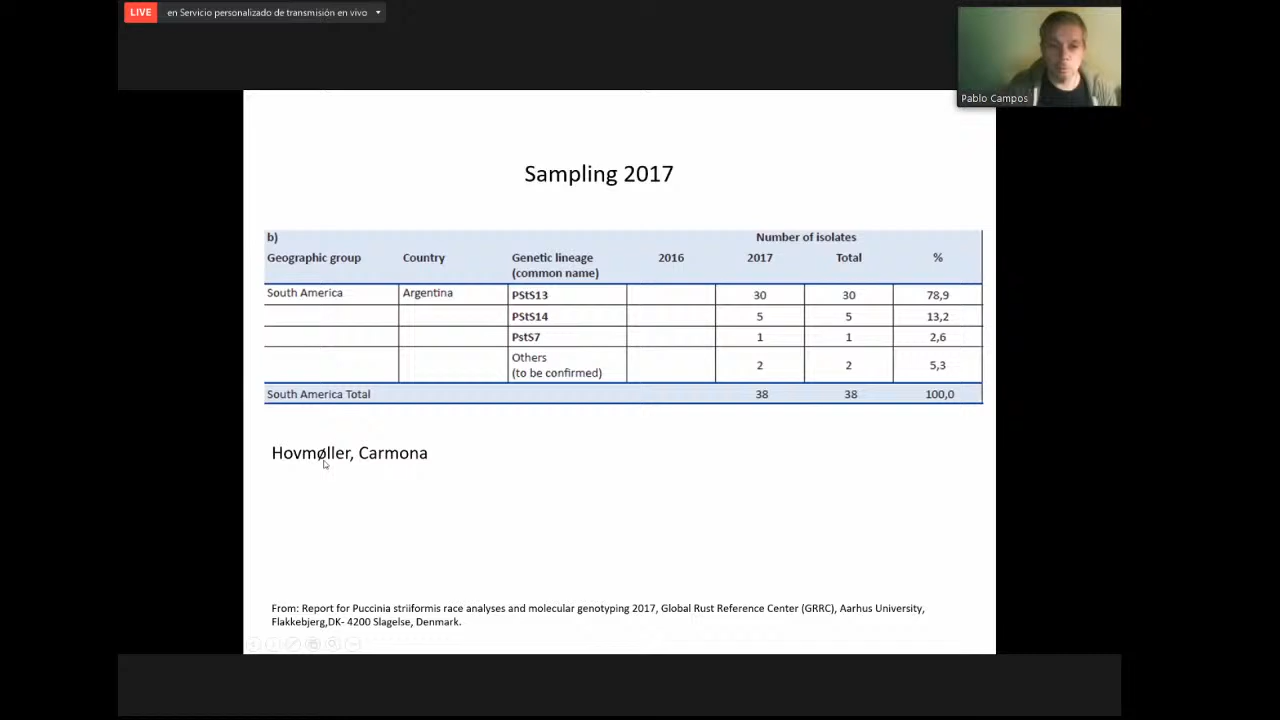 LIVE en Servicio personalizado de transmisión en vivo
Pablo Campos
Sampling 2017
b) Number of isolates
Geographic group Country Genetic lineage 2016 2017 Total %
(common name)
South America Argentina PStS13 30 30 78,9
PStS14 5 5 13,2
PstS7 1 1 2,6
Others
(to be confirmed) 2 2 5,3
South America Total 38 38 100,0
Hovmøller, Carmona
From: Report for Puccinia striiformis race analyses and molecular genotyping 2017, Global Rust Reference Center (GRRC), Aarhus University,
Flakkebjerg,DK- 4200 Slagelse, Denmark.